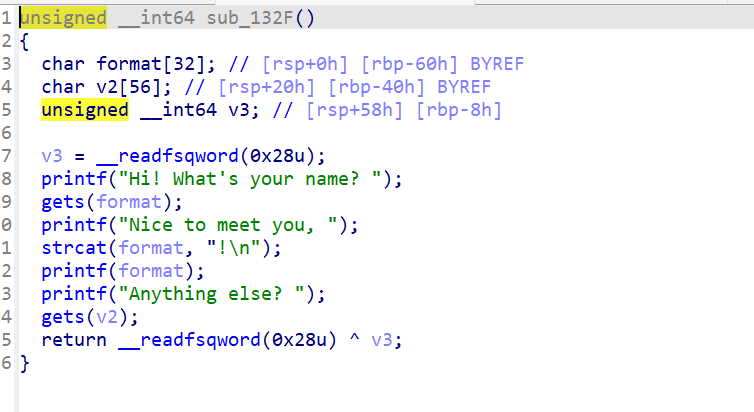 1 unsigned __int64 sub_132F()
2 {
3   char format[32]; // [rsp+0h] [rbp-60h] BYREF
4   char v2[56]; // [rsp+20h] [rbp-40h] BYREF
5   unsigned __int64 v3; // [rsp+58h] [rbp-8h]
6
7   v3 = __readfsqword(0x28u);
8   printf("Hi! What's your name? ");
9   gets(format);
0   printf("Nice to meet you, ");
1   strcat(format, "!\n");
2   printf(format);
3   printf("Anything else? ");
4   gets(v2);
5   return __readfsqword(0x28u) ^ v3;
6 }